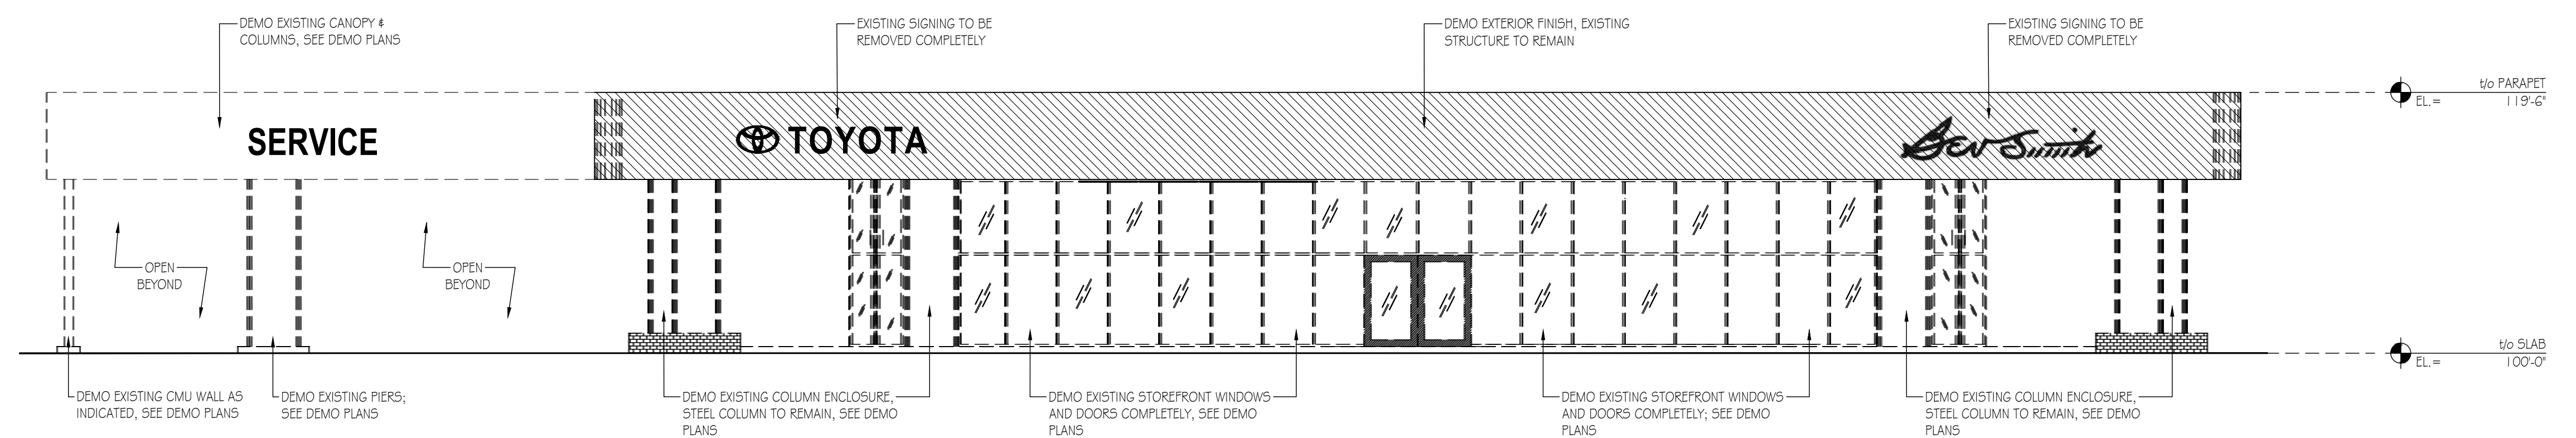 DEMO EXISTING CANOPY &
COLUMNS, SEE DEMO PLANS
EXISTING SIGNING TO BE
REMOVED COMPLETELY
DEMO EXTERIOR FINISH, EXISTING
STRUCTURE TO REMAIN
EXISTING SIGNING TO BE
REMOVED COMPLETELY
t/o PARAPET
EL.= 119'-6"
SERVICE
TOYOTA
Ben Smith
OPEN
BEYOND
OPEN
BEYOND
t/o SLAB
EL.= 100'-0"
DEMO EXISTING CMU WALL AS
INDICATED, SEE DEMO PLANS
DEMO EXISTING PIERS;
SEE DEMO PLANS
DEMO EXISTING COLUMN ENCLOSURE,
STEEL COLUMN TO REMAIN, SEE DEMO
PLANS
DEMO EXISTING STOREFRONT WINDOWS
AND DOORS COMPLETELY, SEE DEMO
PLANS
DEMO EXISTING STOREFRONT WINDOWS
AND DOORS COMPLETELY; SEE DEMO
PLANS
DEMO EXISTING COLUMN ENCLOSURE,
STEEL COLUMN TO REMAIN, SEE DEMO
PLANS